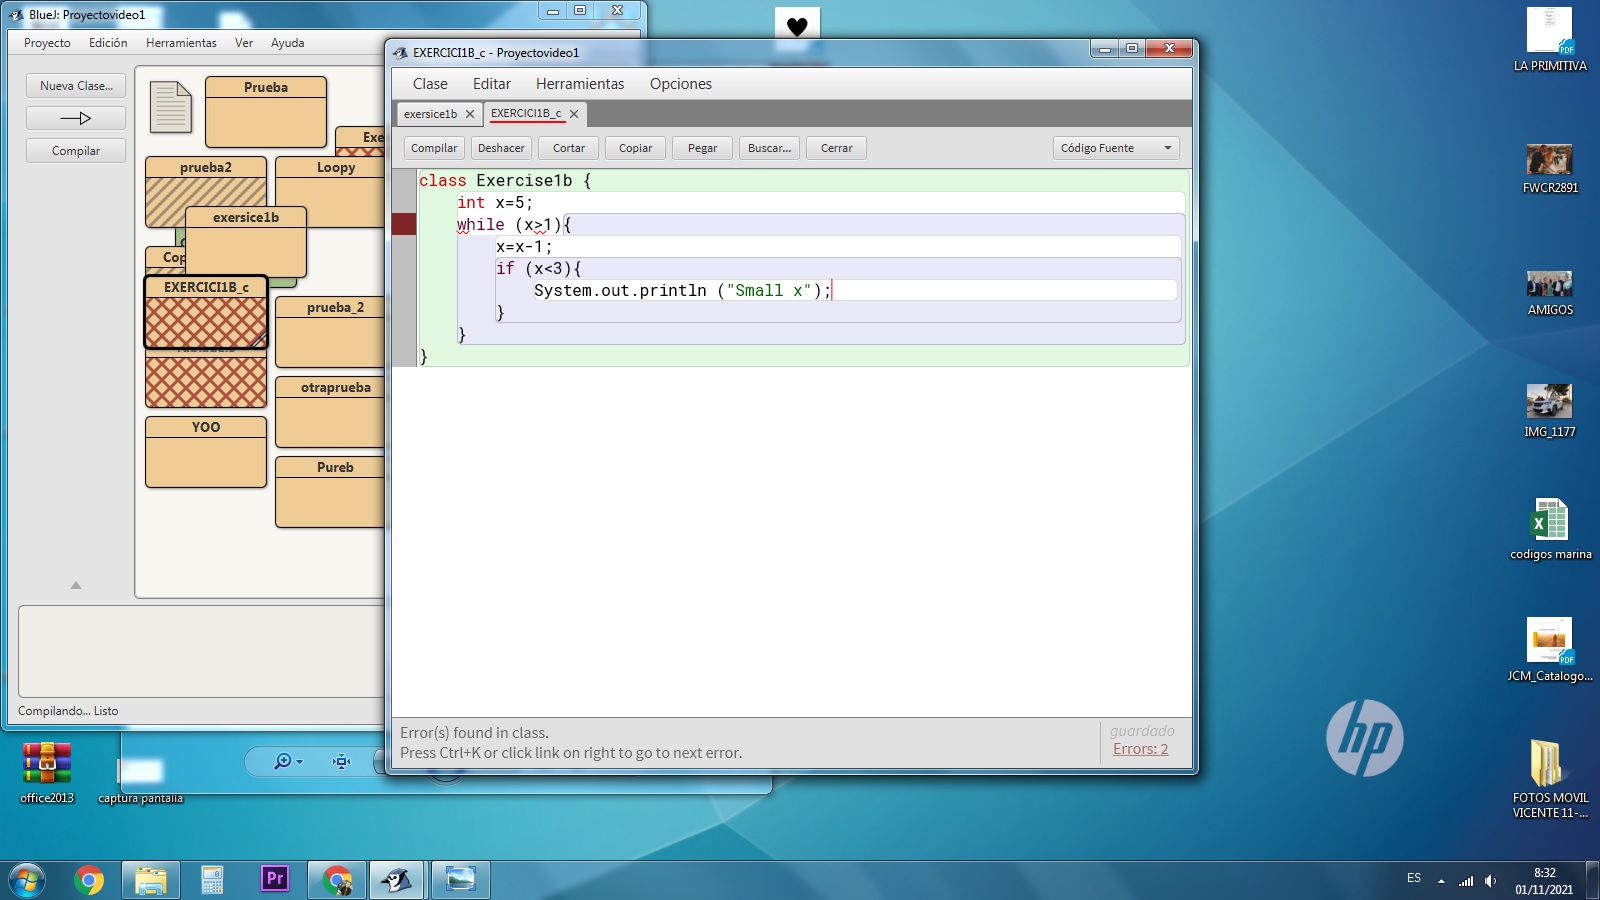 BlueJ: Proyectovideo1
Proyecto Edición Herramientas Ver Ayuda
Nueva Clase...
Compilar
Prueba
Exe
prueba2
Loopy
exersice1b
Cop
EXERCICI1B_c
prueba_2
otraprueba
YOO
Pureb
Compilando... Listo
EXERCICI1B_c - Proyectovideo1
Clase Editar Herramientas Opciones
exersice1b EXERCICI1B_c
Compilar Deshacer Cortar Copiar Pegar Buscar... Cerrar Código Fuente
class Exercise1b {
int x=5;
while (x>1){
x=x-1;
if (x<3){
System.out.println ("Small x");
}
}
}
Error(s) found in class.
Press Ctrl+K or click link on right to go to next error.
guardado
Errors: 2
LA PRIMITIVA
FWCR2891
AMIGOS
IMG_1177
codigos marina
JCM_Catalogo...
FOTOS MOVIL
VICENTE 11-...
hp
office2013
captura pantalla
Pr
ES
8:32
01/11/2021